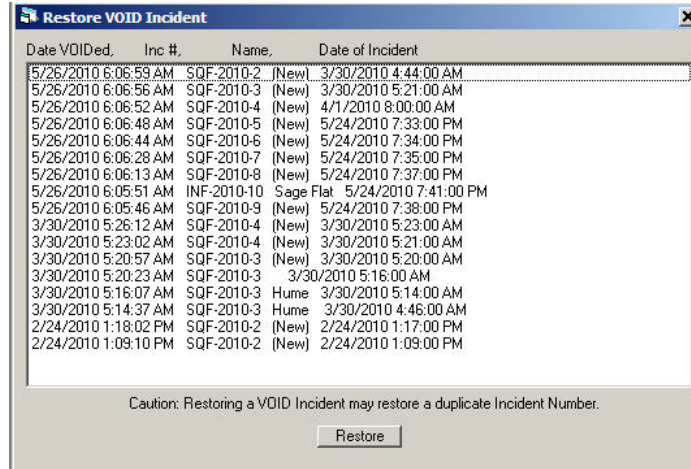 Restore VOID Incident
Date VOIDed, Inc #, Name, Date of Incident
5/26/2010 6:06:59 AM SQF-2010-2 (New) 3/30/2010 4:44:00 AM
5/26/2010 6:06:56 AM SQF-2010-3 (New) 3/30/2010 5:21:00 AM
5/26/2010 6:06:52 AM SQF-2010-4 (New) 4/1/2010 8:00:00 AM
5/26/2010 6:06:48 AM SQF-2010-5 (New) 5/24/2010 7:33:00 PM
5/26/2010 6:06:44 AM SQF-2010-6 (New) 5/24/2010 7:34:00 PM
5/26/2010 6:06:28 AM SQF-2010-7 (New) 5/24/2010 7:35:00 PM
5/26/2010 6:06:13 AM SQF-2010-8 (New) 5/24/2010 7:37:00 PM
5/26/2010 6:05:51 AM INF-2010-10 Sage Flat 5/24/2010 7:41:00 PM
5/26/2010 6:05:46 AM SQF-2010-9 (New) 5/24/2010 7:38:00 PM
3/30/2010 5:26:12 AM SQF-2010-4 (New) 3/30/2010 5:23:00 AM
3/30/2010 5:23:02 AM SQF-2010-4 (New) 3/30/2010 5:21:00 AM
3/30/2010 5:20:57 AM SQF-2010-3 (New) 3/30/2010 5:20:00 AM
3/30/2010 5:20:23 AM SQF-2010-3 3/30/2010 5:16:00 AM
3/30/2010 5:16:07 AM SQF-2010-3 Hume 3/30/2010 5:14:00 AM
3/30/2010 5:14:37 AM SQF-2010-3 Hume 3/30/2010 4:46:00 AM
2/24/2010 1:18:02 PM SQF-2010-2 (New) 2/24/2010 1:17:00 PM
2/24/2010 1:09:10 PM SQF-2010-2 (New) 2/24/2010 1:09:00 PM
Caution: Restoring a VOID Incident may restore a duplicate Incident Number.
Restore